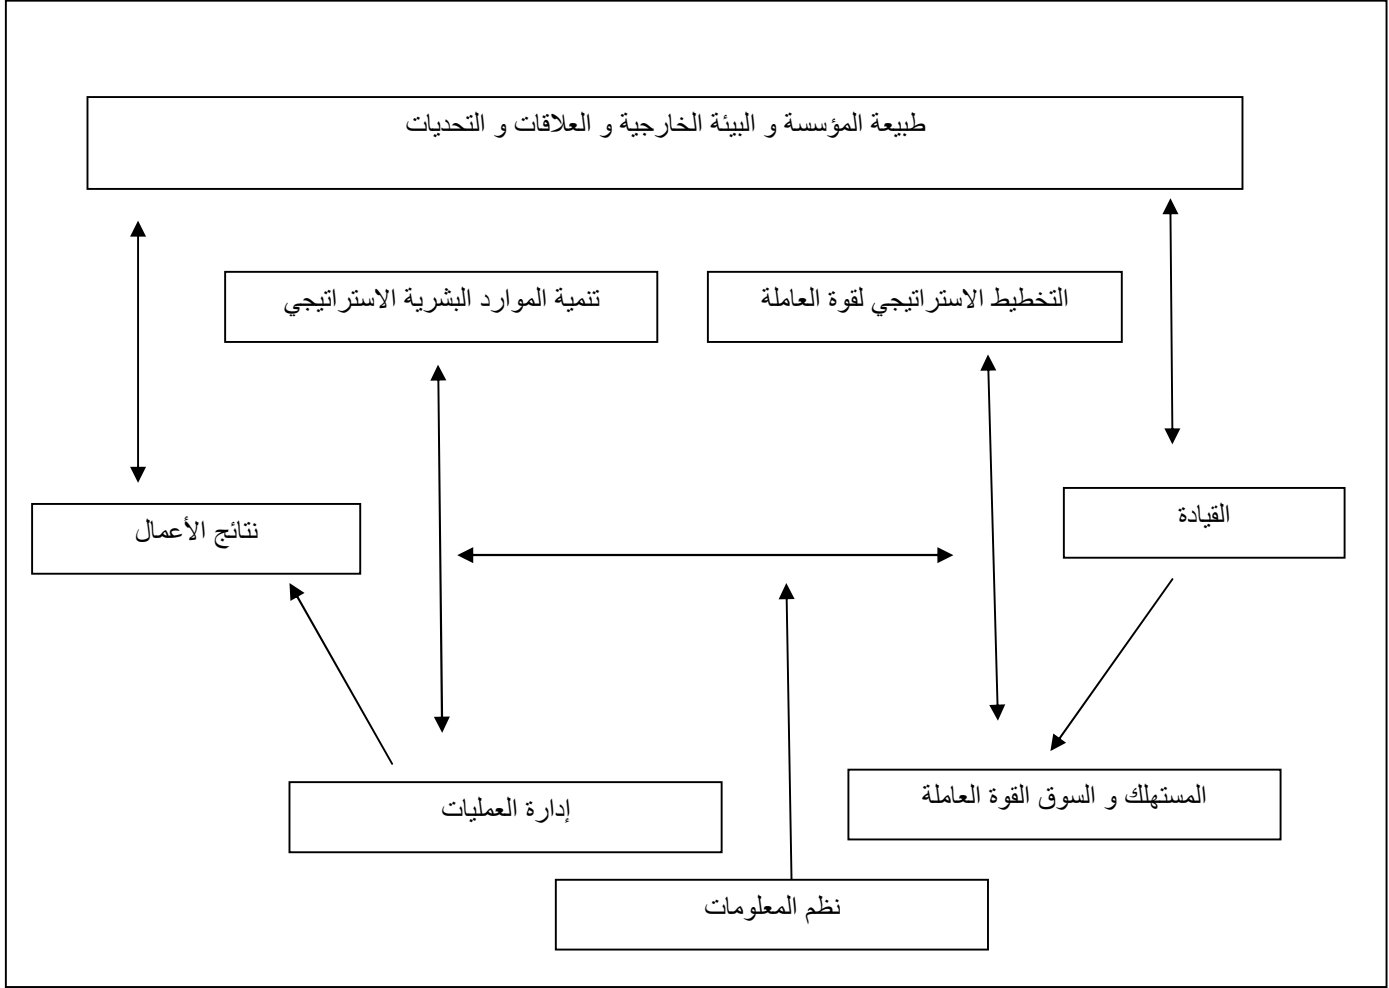 طبيعة المؤسسة و البيئة الخارجية و العلاقات و التحديات
التخطيط الاستراتيجي لقوة العاملة
تنمية الموارد البشرية الاستراتيجي
القيادة
نتائج الأعمال
المستهلك و السوق القوة العاملة
إدارة العمليات
نظم المعلومات